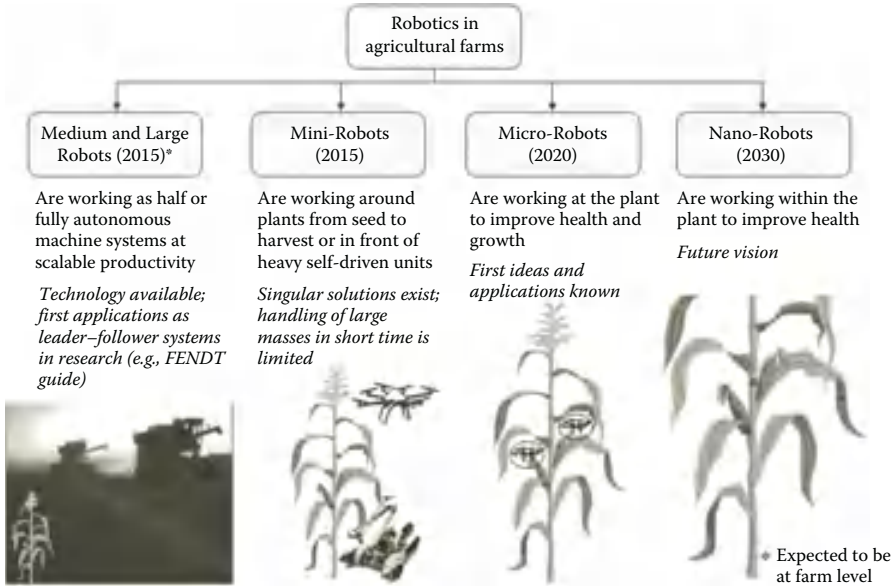 Robotics in
agricultural farms
Medium and Large
Robots (2015)*
Are working as half or
fully autonomous
machine systems at
scalable productivity
Technology available;
first applications as
leader–follower systems
in research (e.g., FENDT
guide)
Mini-Robots
(2015)
Are working around
plants from seed to
harvest or in front of
heavy self-driven units
Singular solutions exist;
handling of large
masses in short time is
limited
Micro-Robots
(2020)
Are working at the plant
to improve health and
growth
First ideas and
applications known
Nano-Robots
(2030)
Are working within the
plant to improve health
Future vision
* Expected to be
at farm level